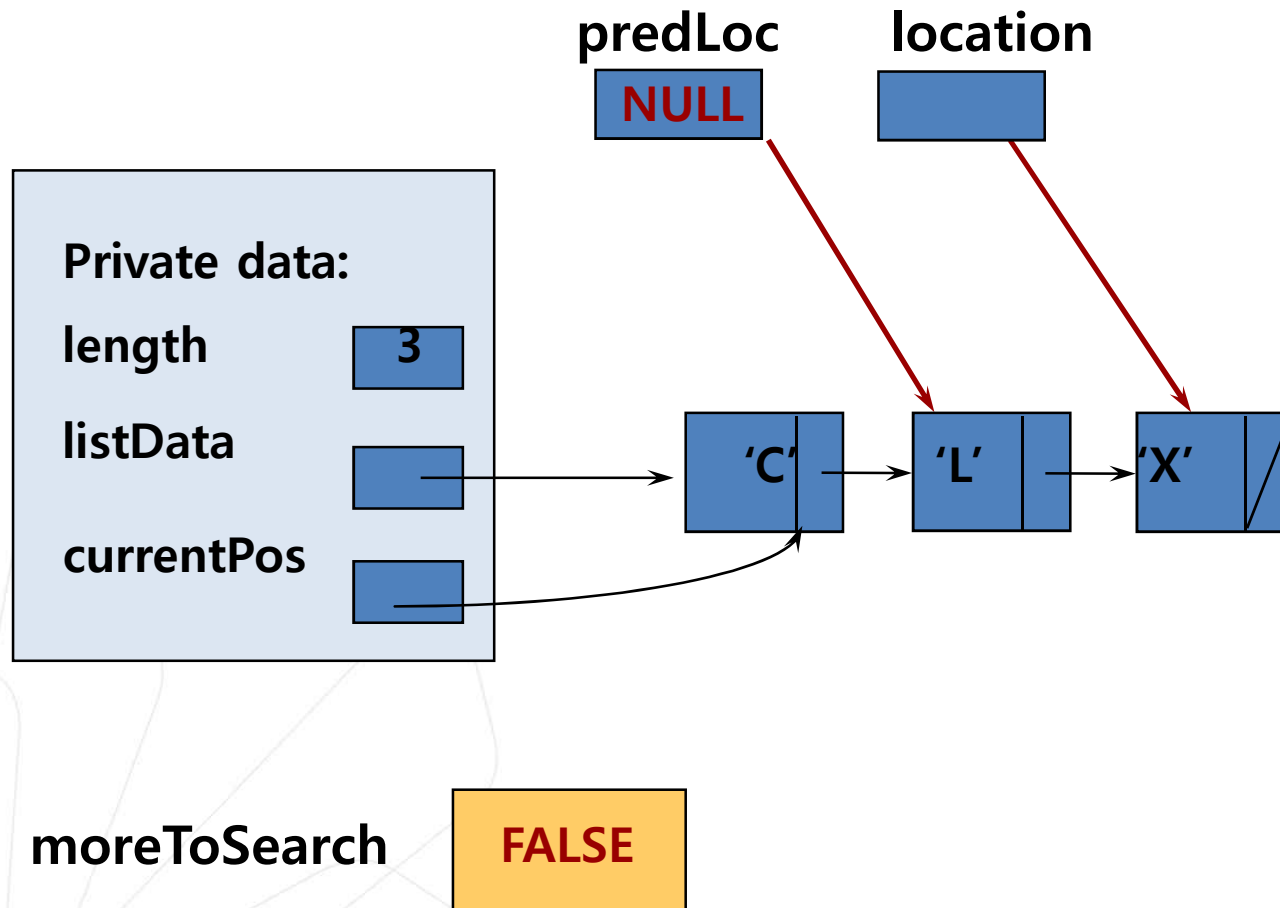 predLoc location
NULL
Private data:
length 3
listData
‘C’ ‘L’ ‘X’
currentPos
moreToSearch FALSE